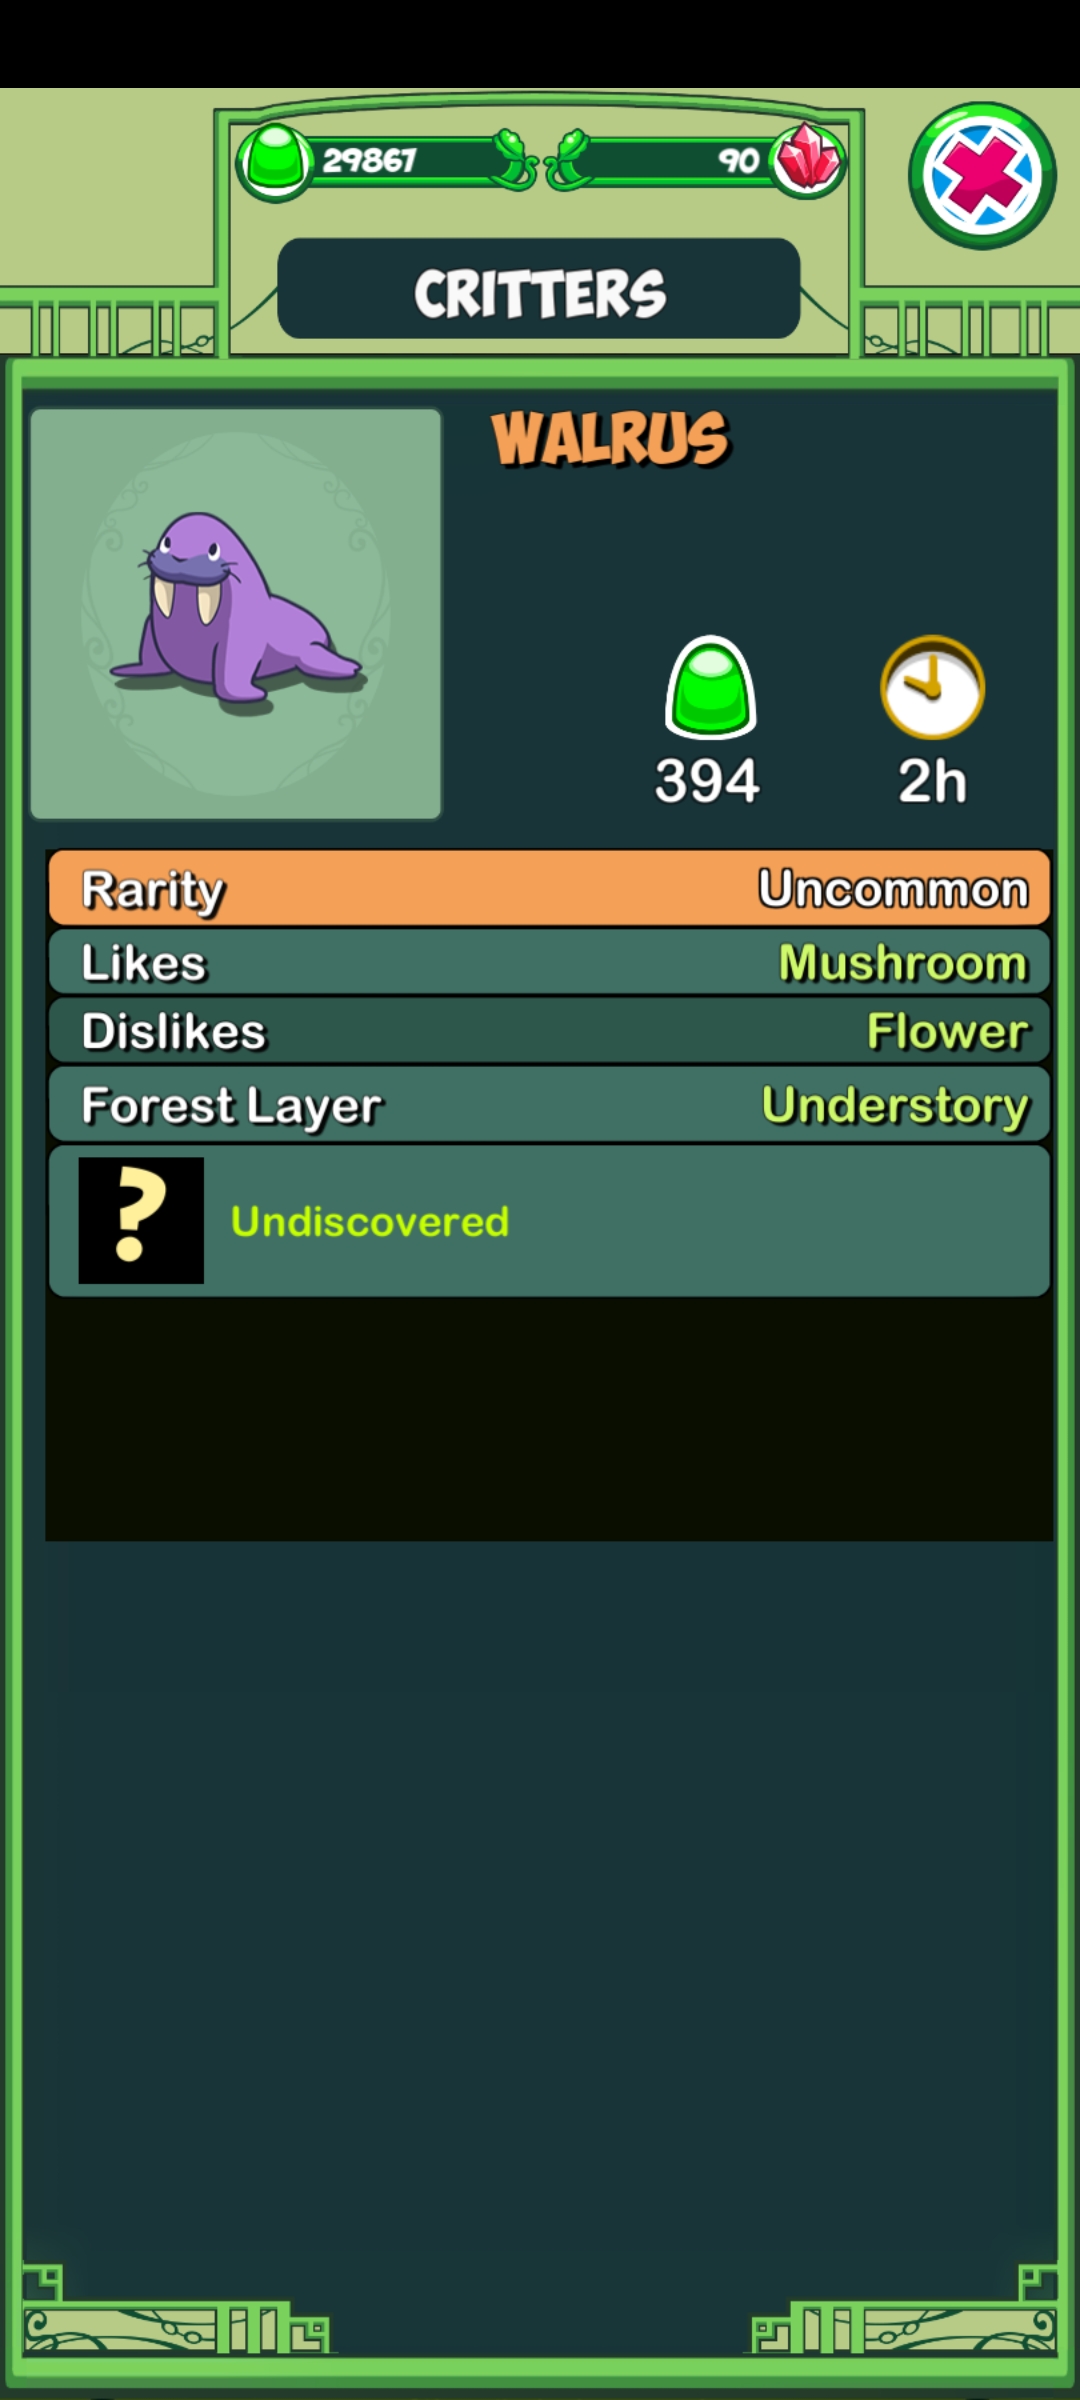 29867
90
CRITTERS
WALRUS
394
2h
Rarity Uncommon
Likes Mushroom
Dislikes Flower
Forest Layer Understory
?
Undiscovered